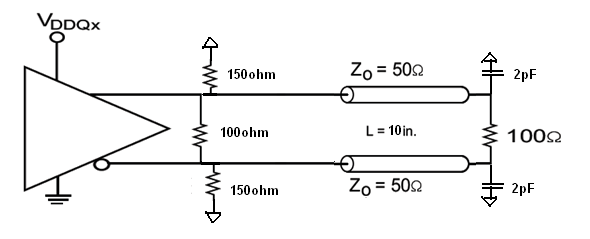 VDDQx
150ohm
Zo = 50Ω
2pF
100ohm
L = 10in.
100Ω
150ohm
Zo = 50Ω
2pF